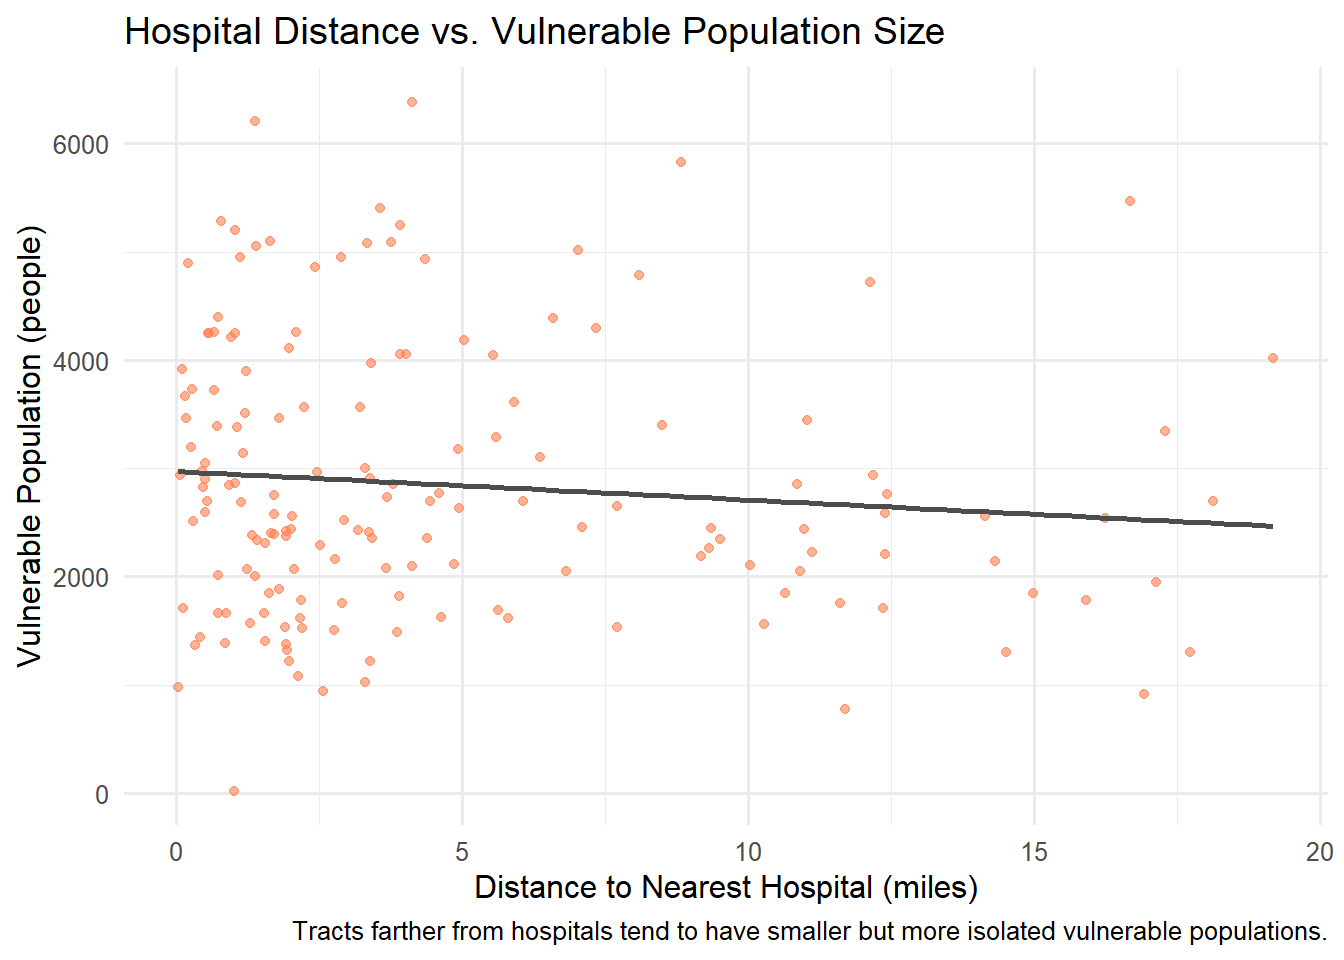 Hospital Distance vs. Vulnerable Population Size
Vulnerable Population (people)
6000
4000
2000
0
0 5 10 15 20
Distance to Nearest Hospital (miles)
Tracts farther from hospitals tend to have smaller but more isolated vulnerable populations.